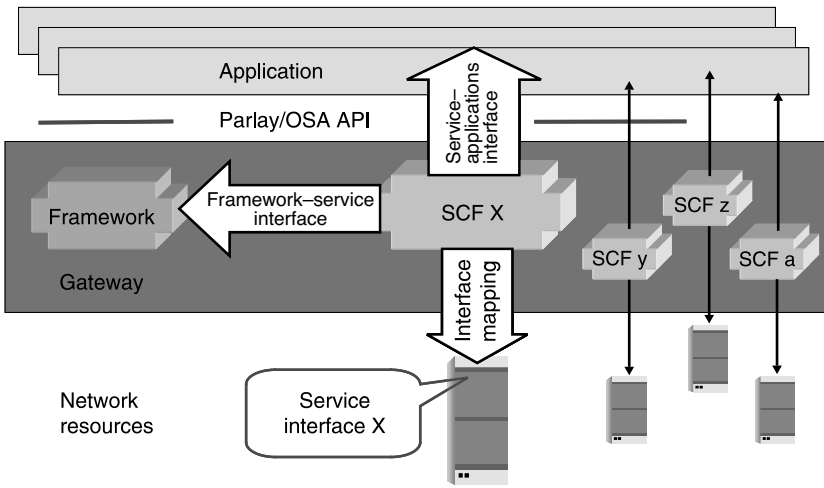 Application
Service–
applications
interface
Parlay/OSA API
Framework
Framework–service
interface
SCF X
SCF z
SCF y
SCF a
Gateway
Interface
mapping
Network
resources
Service
interface X